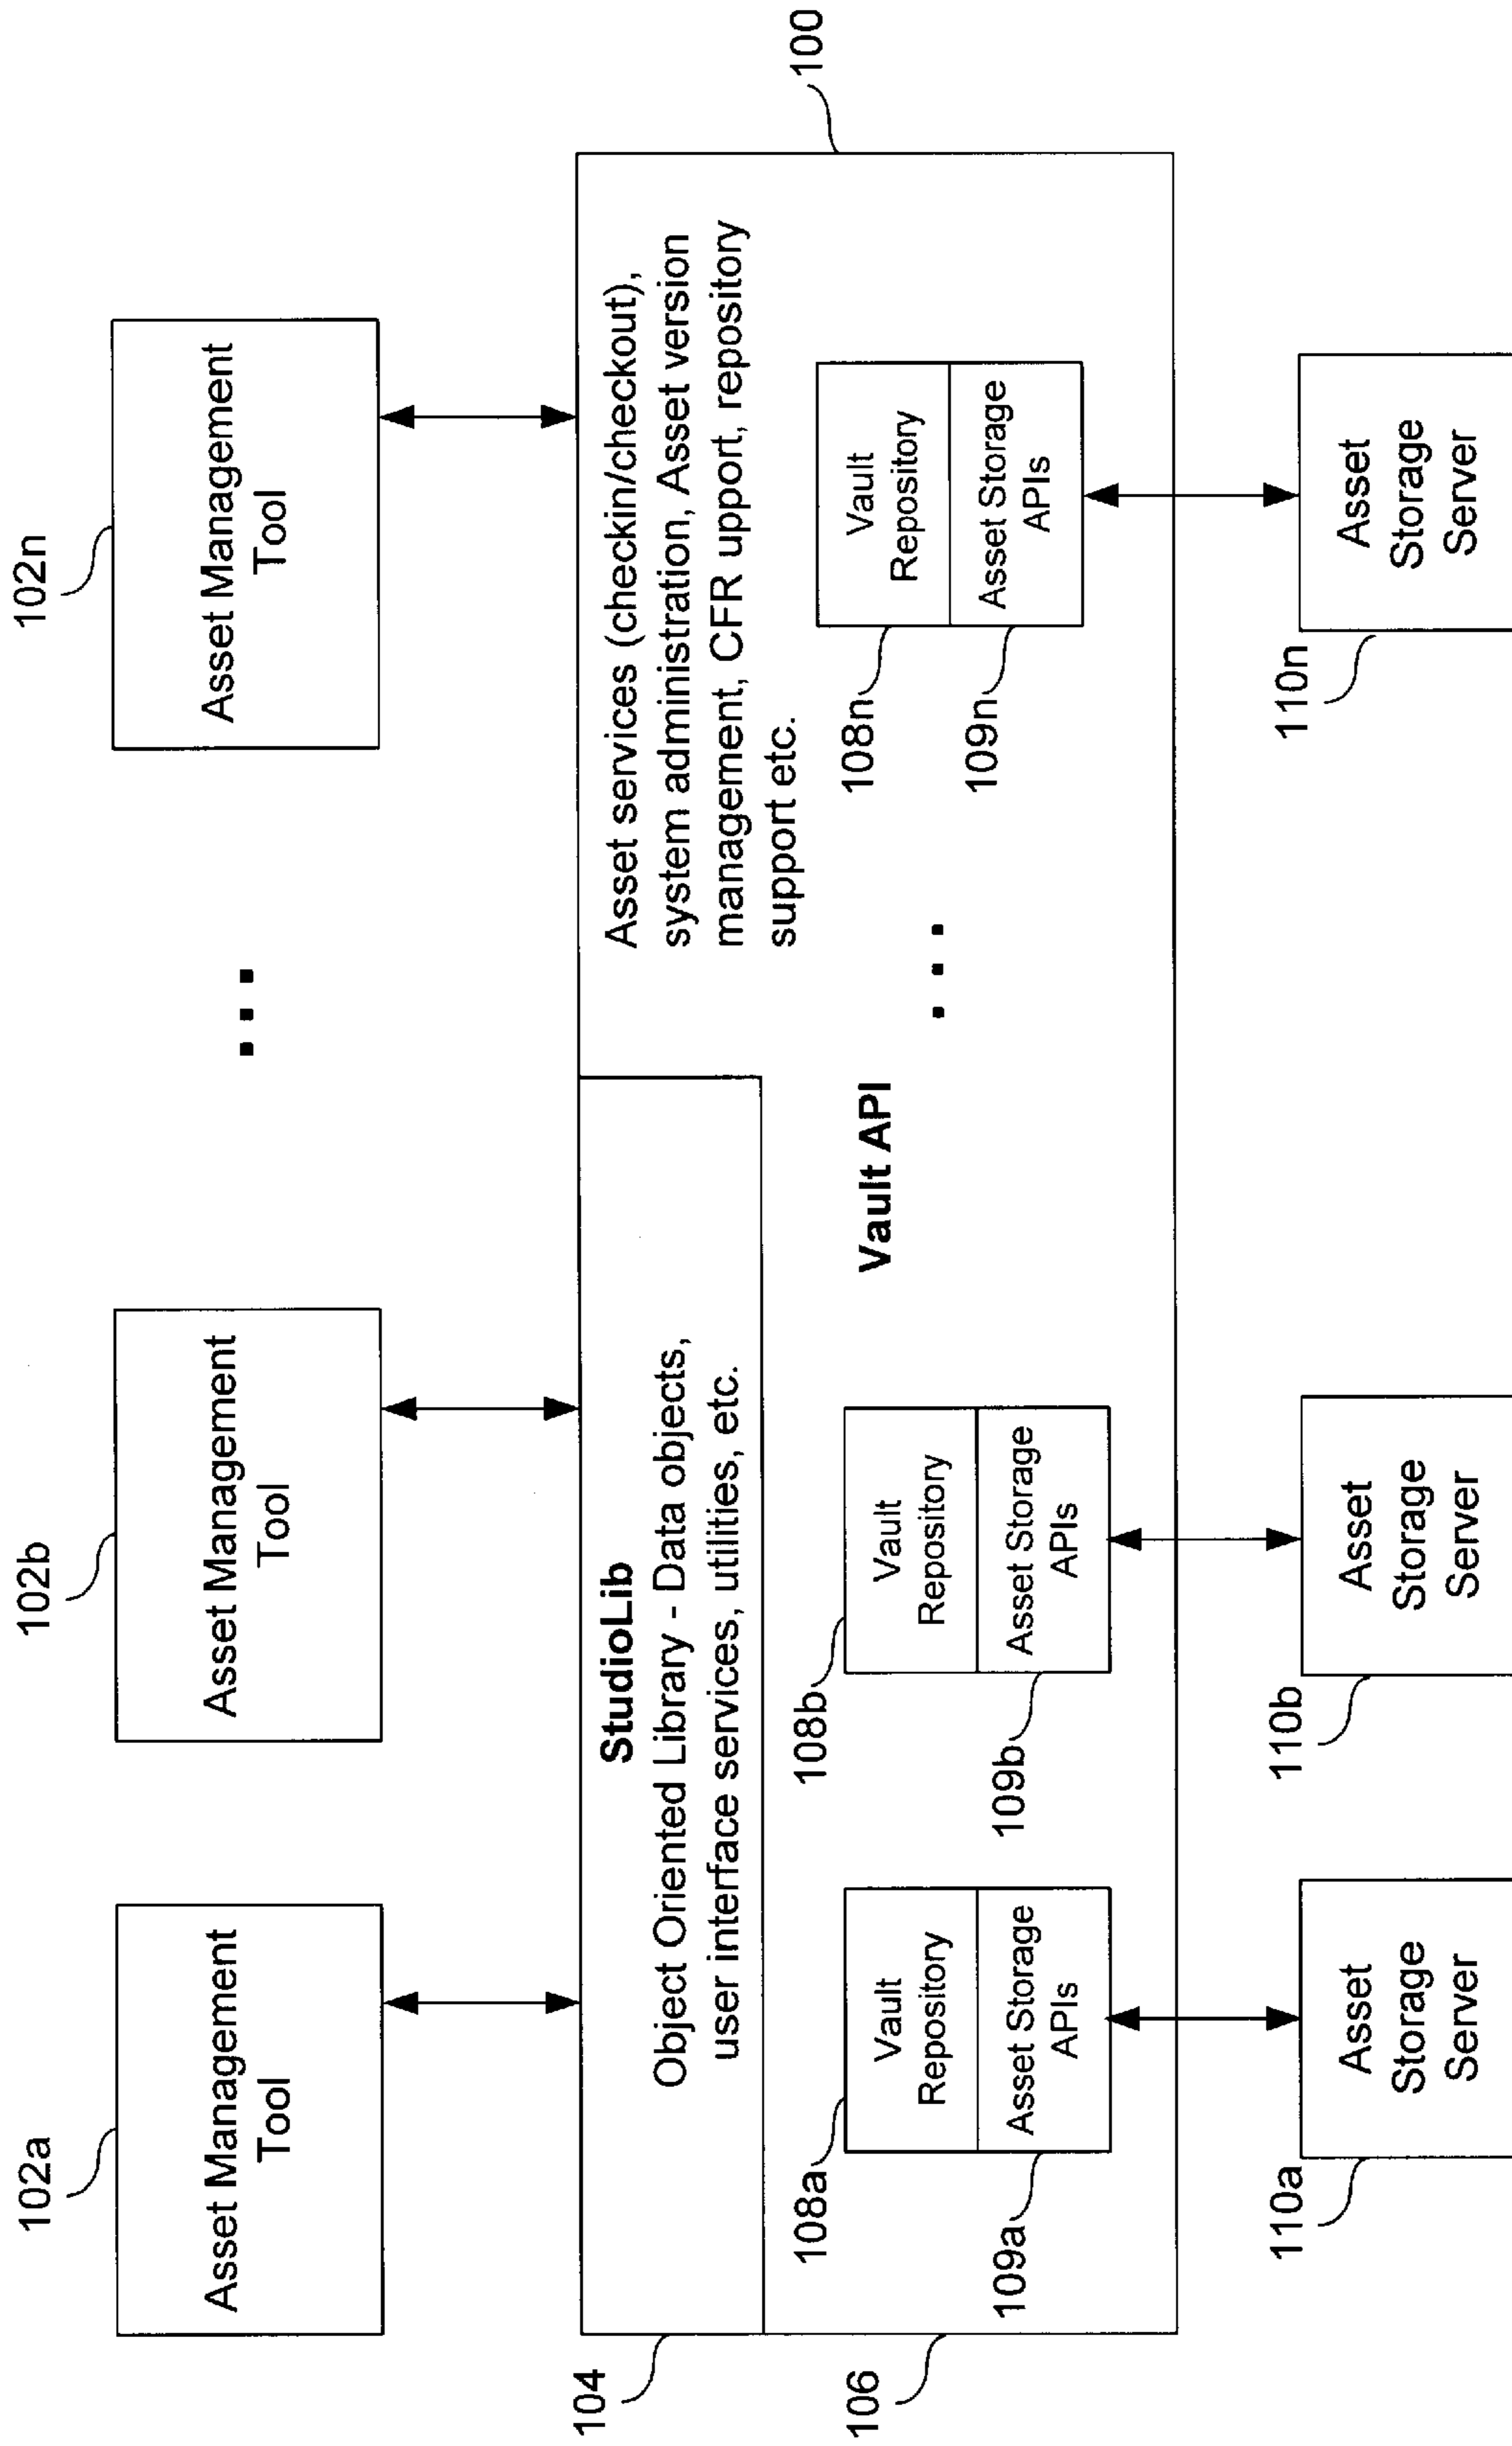 102a
102b
102n
Asset Management
Tool
Asset Management
Tool
. . .
Asset Management
Tool
104
StudioLib
Object Oriented Library - Data objects,
user interface services, utilities, etc.
Asset services (checkin/checkout),
system administration, Asset version
management, CFR upport, repository
support etc.
100
106
Vault API
108a
Vault
Repository
109a
Asset Storage
APIs
108b
Vault
Repository
109b
Asset Storage
APIs
. . .
108n
Vault
Repository
109n
Asset Storage
APIs
110a
Asset
Storage
Server
110b
Asset
Storage
Server
110n
Asset
Storage
Server